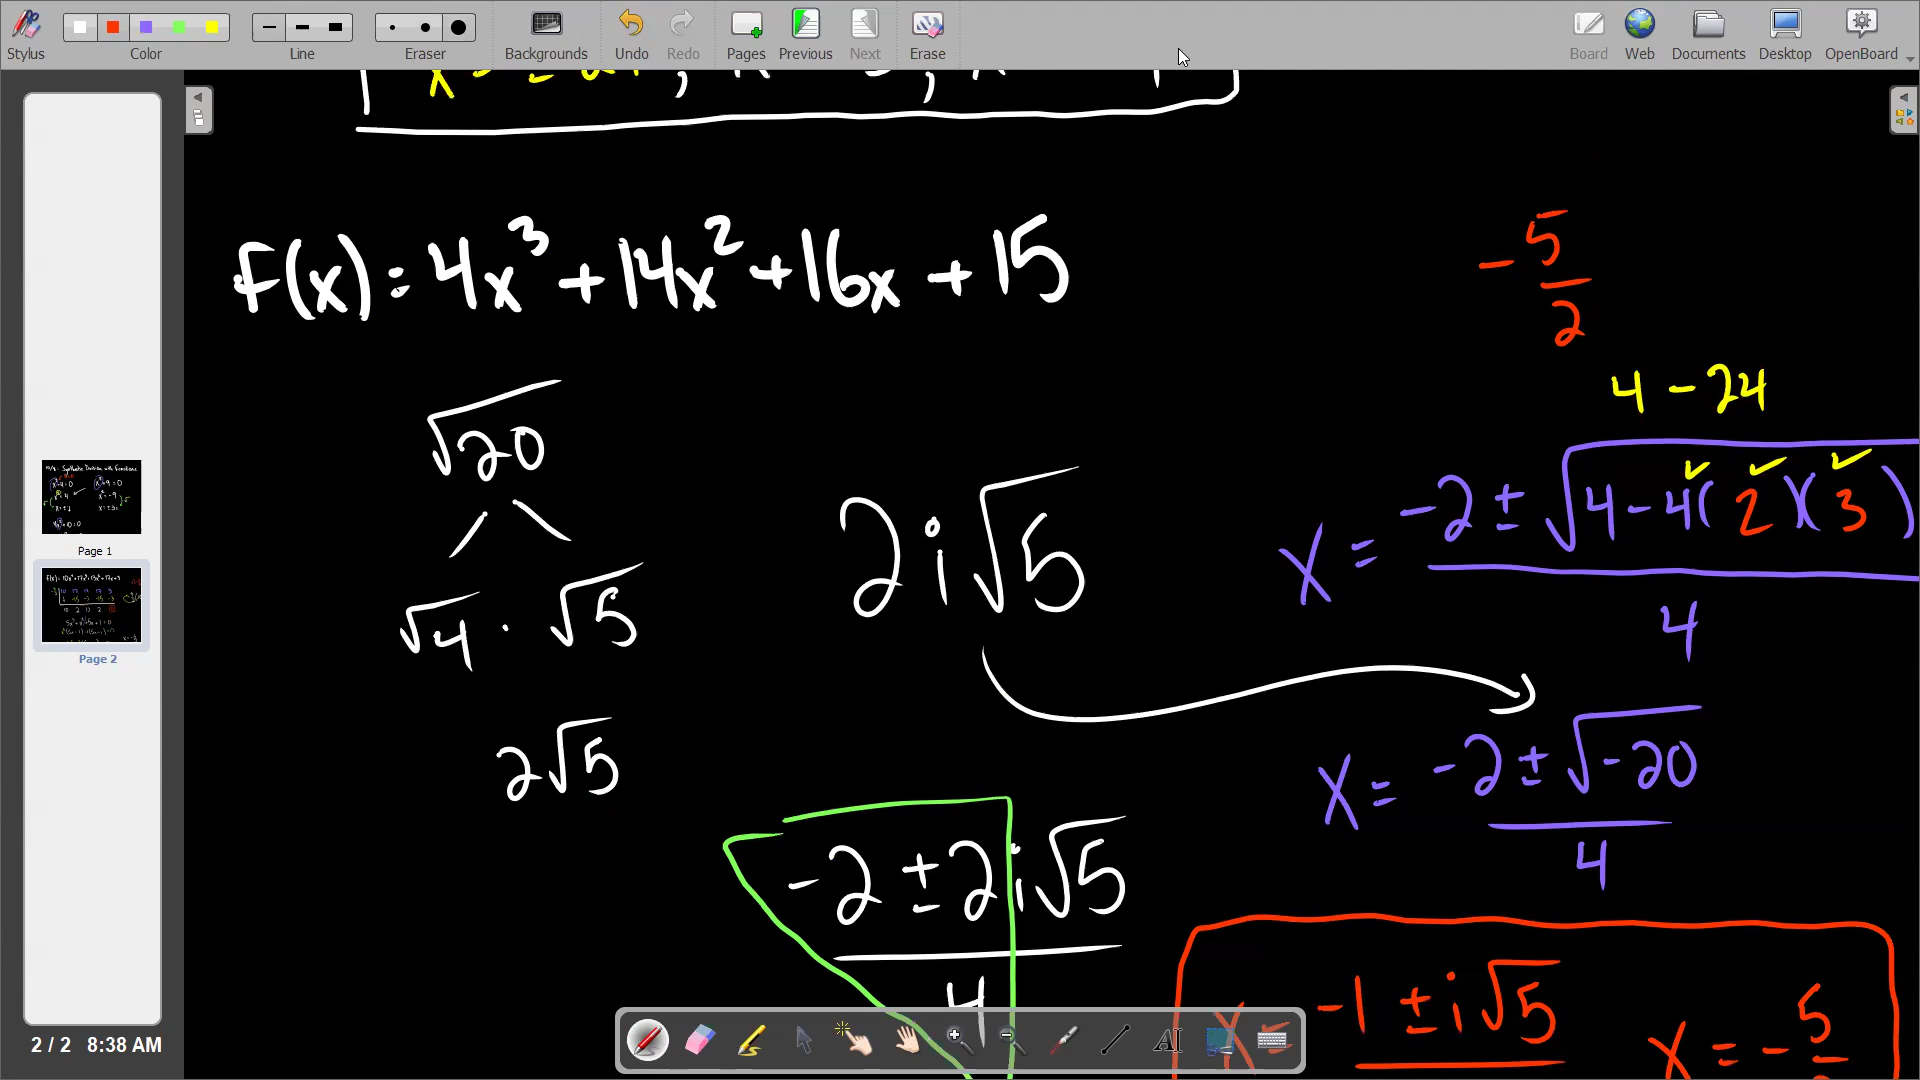 Stylus Color Line Eraser Backgrounds Undo Redo Pages Previous Next Erase Board Web Documents Desktop OpenBoard
F(x) = 4x³ + 14x² + 16x + 15
-5/2
√20
√4 · √5
2√5
2i√5
4 - 24
x = (-2 ± √(4 - 4(2)(3)))/4
x = (-2 ± √-20)/4
(-2 ± 2i√5)/4
-1 ± i√5
x = -5
Page 1
Page 2
2 / 2 8:38 AM